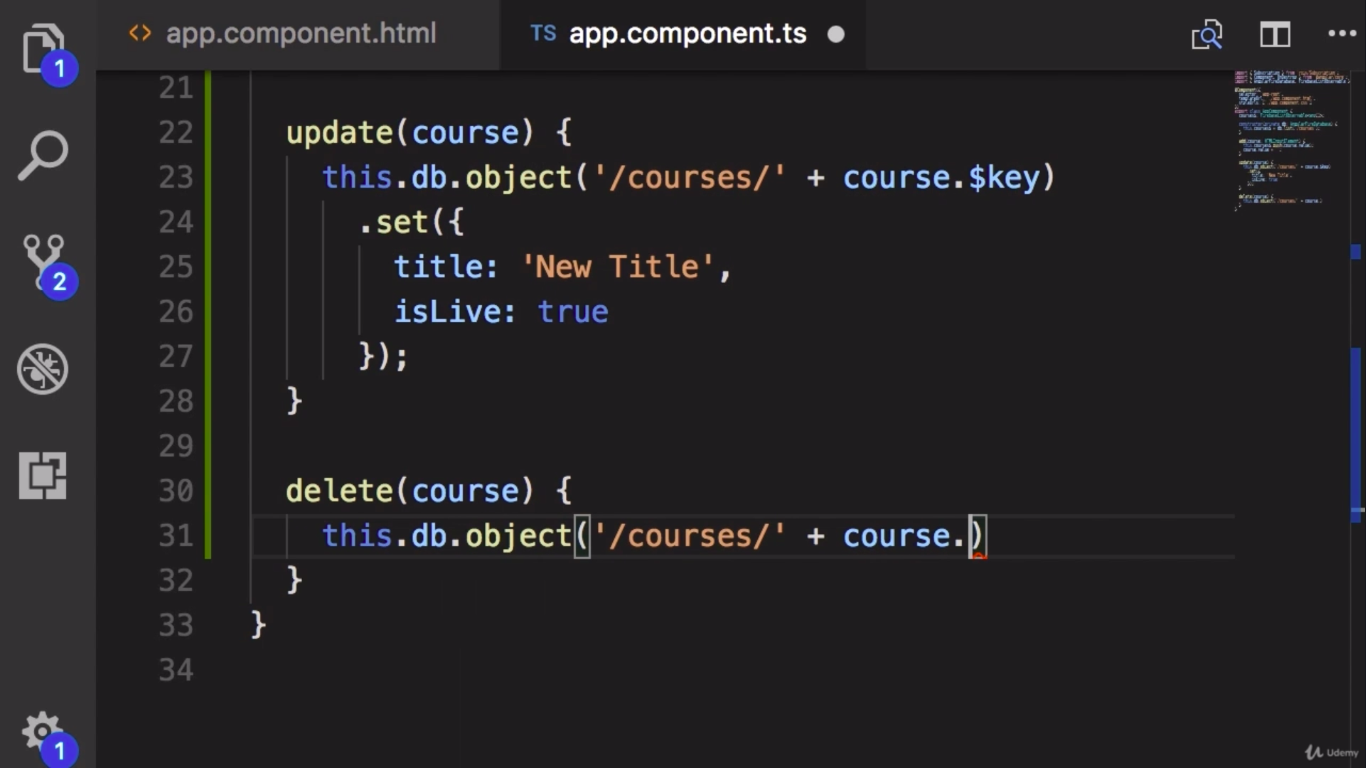 1
<> app.component.html
TS app.component.ts
21
22 update(course) {
23 this.db.object('/courses/' + course.$key)
24 .set({
25 title: 'New Title',
26 isLive: true
27 });
28 }
29
30 delete(course) {
31 this.db.object('/courses/' + course.)
32 }
33 }
34
2
1
Udemy